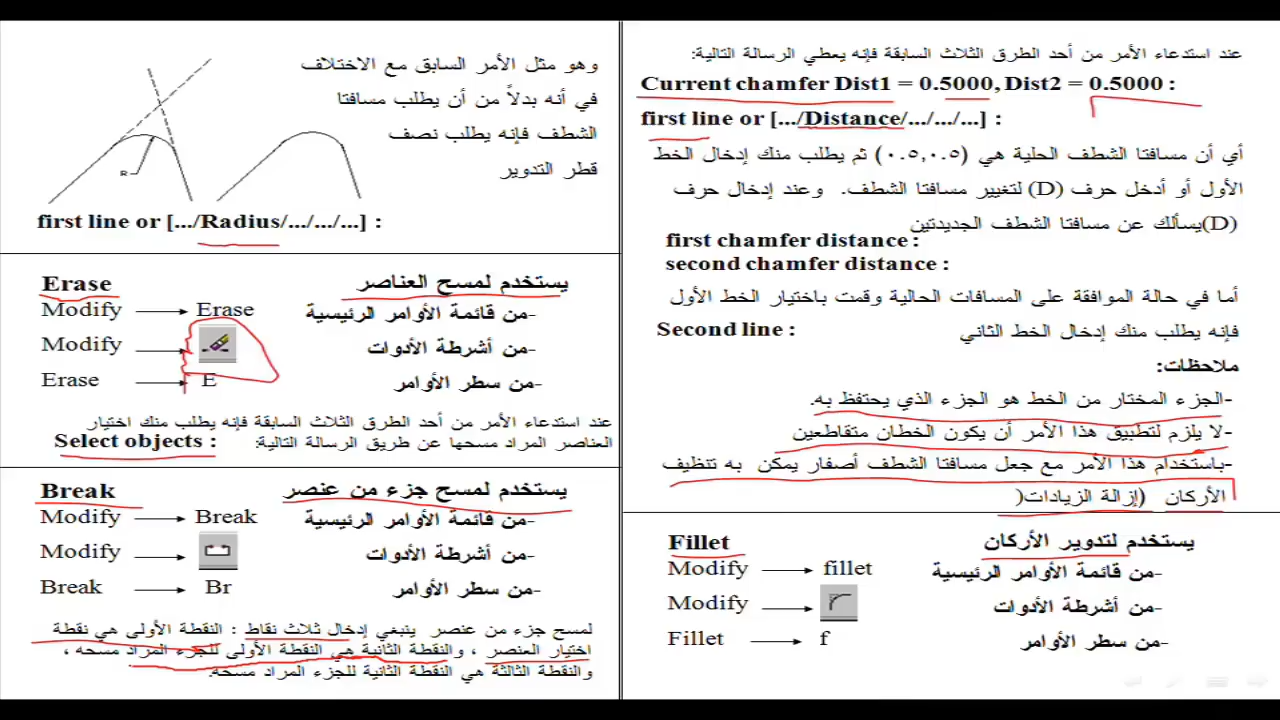 عند استدعاء الأمر من أحد الطرق الثلاث السابقة فإنه يعطي الرسالة التالية:
Current chamfer Dist1 = 0.5000, Dist2 = 0.5000 :
first line or [.../Distance/.../.../...] :
أي أن مسافتا الشطف الحلية هي (٠.٥,٠.٥) ثم يطلب منك إدخال الخط
الأول أو أدخل حرف (D) لتغيير مسافتا الشطف. وعند إدخال حرف
(D)يسألك عن مسافتا الشطف الجديدتين
first chamfer distance :
second chamfer distance :
أما في حالة الموافقة على المسافات الحالية وقمت باختيار الخط الأول
فإنه يطلب منك إدخال الخط الثاني Second line :
ملاحظات:
-الجزء المختار من الخط هو الجزء الذي يحتفظ به.
-لا يلزم لتطبيق هذا الأمر أن يكون الخطان متقاطعين
-باستخدام هذا الأمر مع جعل مسافتا الشطف أصفار يمكن به تنظيف
الأركان (إزالة الزيادات(
Fillet يستخدم لتدوير الأركان
Modify fillet -من قائمة الأوامر الرئيسية
Modify -من أشرطة الأدوات
Fillet f -من سطر الأوامر
وهو مثل الأمر السابق مع الاختلاف
في أنه بدلاً من أن يطلب مسافتا
الشطف فإنه يطلب نصف
قطر التدوير
R
first line or [.../Radius/.../.../...] :
Erase يستخدم لمسح العناصر
Modify Erase -من قائمة الأوامر الرئيسية
Modify -من أشرطة الأدوات
Erase E -من سطر الأوامر
عند استدعاء الأمر من أحد الطرق الثلاث السابقة فإنه يطلب منك اختيار
العناصر المراد مسحها عن طريق الرسالة التالية: Select objects :
Break يستخدم لمسح جزء من عنصر
Modify Break -من قائمة الأوامر الرئيسية
Modify -من أشرطة الأدوات
Break Br -من سطر الأوامر
لمسح جزء من عنصر ينبغي إدخال ثلاث نقاط : النقطة الأولى هي نقطة
اختيار العنصر ، والنقطة الثانية هي النقطة الأولى للجزء المراد مسحه ،
والنقطة الثالثة هي النقطة الثانية للجزء المراد مسحه.